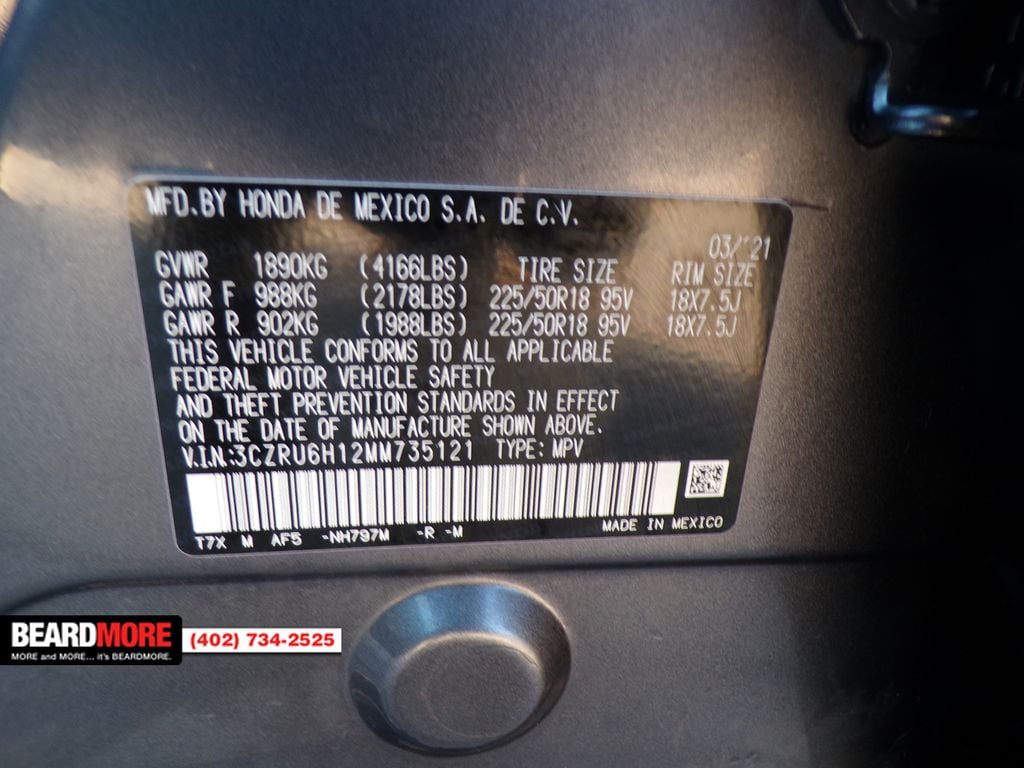 MFD.BY HONDA DE MEXICO S.A. DE C.V.
03/'21
GVWR 1890KG (4166LBS) TIRE SIZE RIM SIZE
GAWR F 988KG (2178LBS) 225/50R18 95V 18X7.5J
GAWR R 902KG (1988LBS) 225/50R18 95V 18X7.5J
THIS VEHICLE CONFORMS TO ALL APPLICABLE
FEDERAL MOTOR VEHICLE SAFETY
AND THEFT PREVENTION STANDARDS IN EFFECT
ON THE DATE OF MANUFACTURE SHOWN ABOVE.
V.I.N:3CZRU6H12MM735121 TYPE: MPV
T7X M AF5 -NH797M -R -M MADE IN MEXICO
BEARDMORE (402) 734-2525
MORE and MORE... it's BEARDMORE.